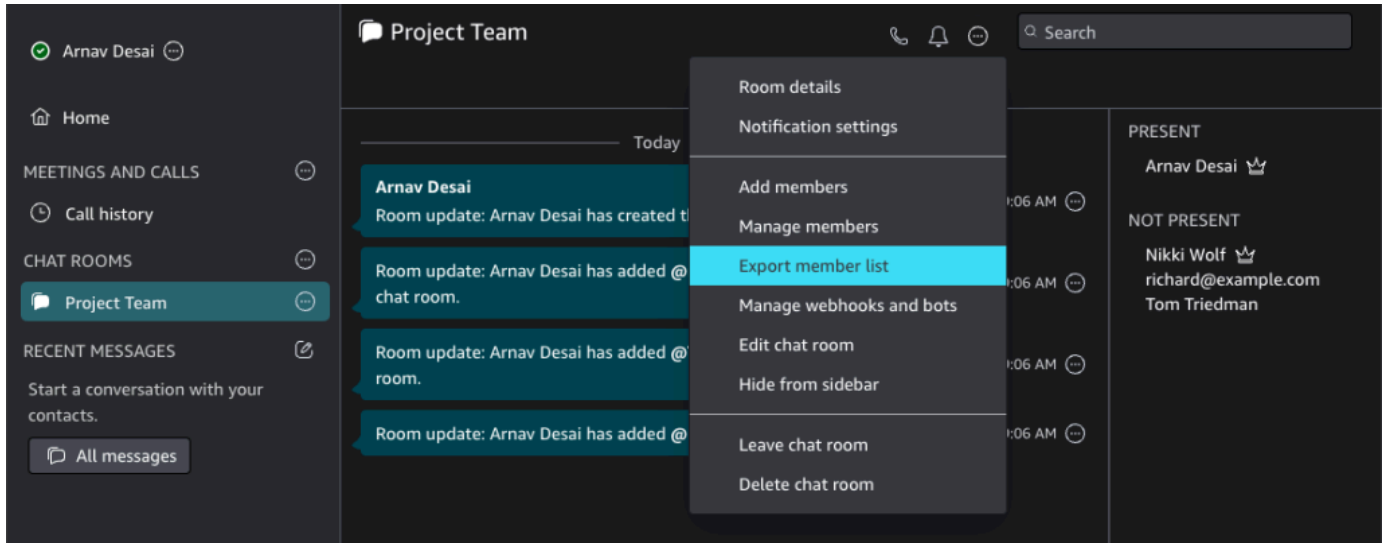 Arnav Desai
Home
MEETINGS AND CALLS
Call history
CHAT ROOMS
Project Team
RECENT MESSAGES
Start a conversation with your
contacts.
All messages
Project Team
Search
Today
Arnav Desai
Room update: Arnav Desai has created
:06 AM
Room update: Arnav Desai has added @
chat room.
:06 AM
Room update: Arnav Desai has added @
room.
:06 AM
Room update: Arnav Desai has added @
:06 AM
Room details
Notification settings
Add members
Manage members
Export member list
Manage webhooks and bots
Edit chat room
Hide from sidebar
Leave chat room
Delete chat room
PRESENT
Arnav Desai
NOT PRESENT
Nikki Wolf
richard@example.com
Tom Triedman